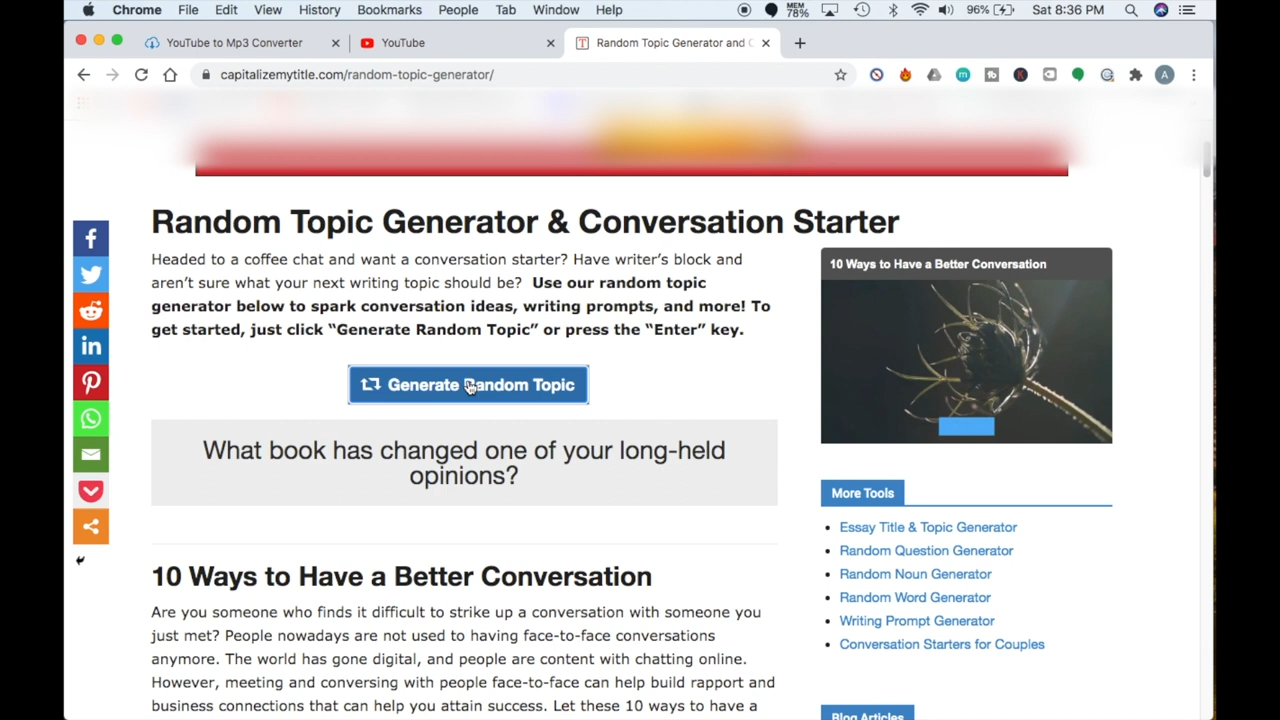 Chrome File Edit View History Bookmarks People Tab Window Help MEM 78% 96% Sat 8:36 PM
YouTube to Mp3 Converter YouTube Random Topic Generator and C
capitalizemytitle.com/random-topic-generator/
A
Random Topic Generator & Conversation Starter
Headed to a coffee chat and want a conversation starter? Have writer’s block and
aren’t sure what your next writing topic should be? Use our random topic
generator below to spark conversation ideas, writing prompts, and more! To
get started, just click “Generate Random Topic” or press the “Enter” key.
Generate Random Topic
What book has changed one of your long-held
opinions?
10 Ways to Have a Better Conversation
Are you someone who finds it difficult to strike up a conversation with someone you
just met? People nowadays are not used to having face-to-face conversations
anymore. The world has gone digital, and people are content with chatting online.
However, meeting and conversing with people face-to-face can help build rapport and
business connections that can help you attain success. Let these 10 ways to have a
10 Ways to Have a Better Conversation
More Tools
Essay Title & Topic Generator
Random Question Generator
Random Noun Generator
Random Word Generator
Writing Prompt Generator
Conversation Starters for Couples
Blog Articles